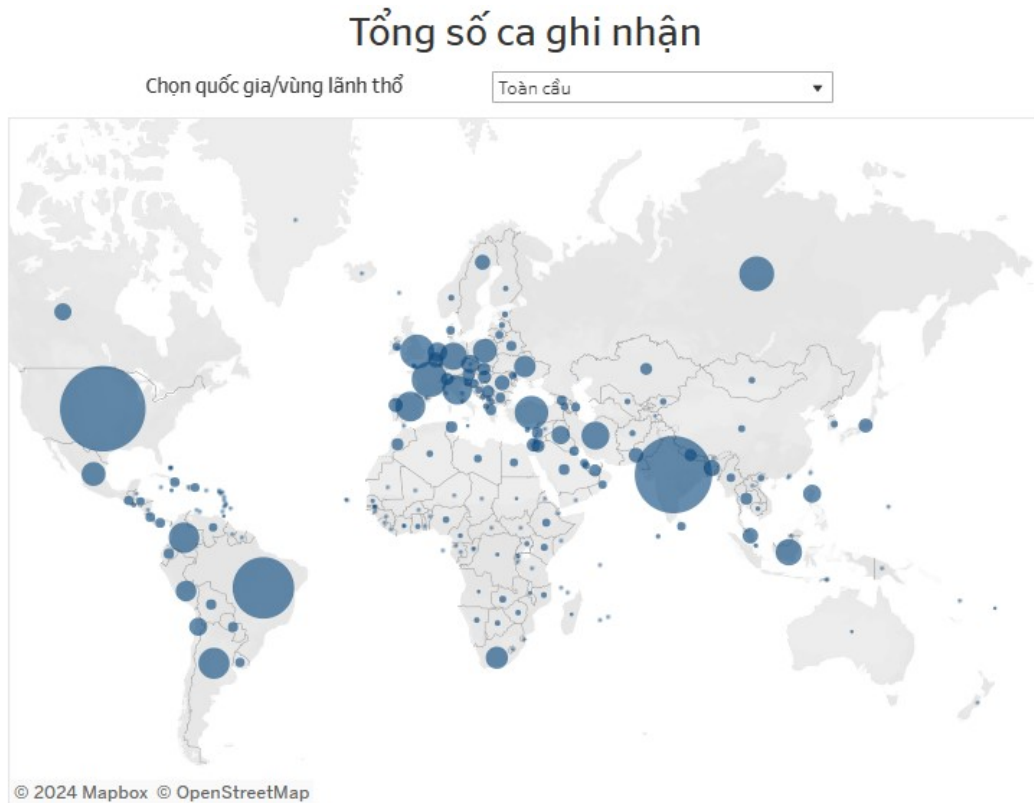 Tổng số ca ghi nhận
Chọn quốc gia/vùng lãnh thổ
Toàn cầu
© 2024 Mapbox © OpenStreetMap